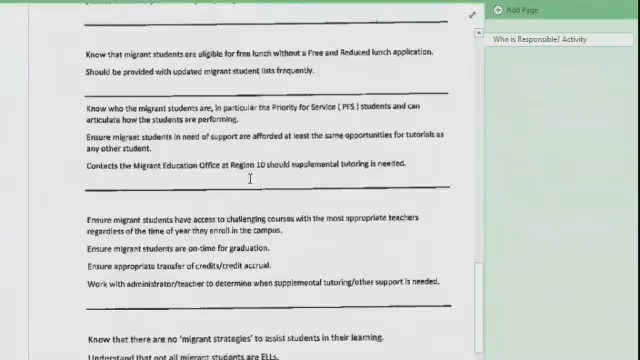 Add Page
Who is Responsible? Activity
Know that migrant students are eligible for free lunch without a Free and Reduced lunch application.
Should be provided with updated migrant student lists frequently.
Know who the migrant students are, in particular the Priority for Service ( PFS ) students and can
articulate how the students are performing.
Ensure migrant students in need of support are afforded at least the same opportunities for tutorials as
any other student.
Contacts the Migrant Education Office at Region 10 should supplemental tutoring is needed.
Ensure migrant students have access to challenging courses with the most appropriate teachers
regardless of the time of year they enroll in the campus.
Ensure migrant students are on-time for graduation.
Ensure appropriate transfer of credits/credit accrual.
Work with administrator/teacher to determine when supplemental tutoring/other support is needed.
Know that there are no 'migrant strategies' to assist students in their learning.
Understand that not all migrant students are ELLs.